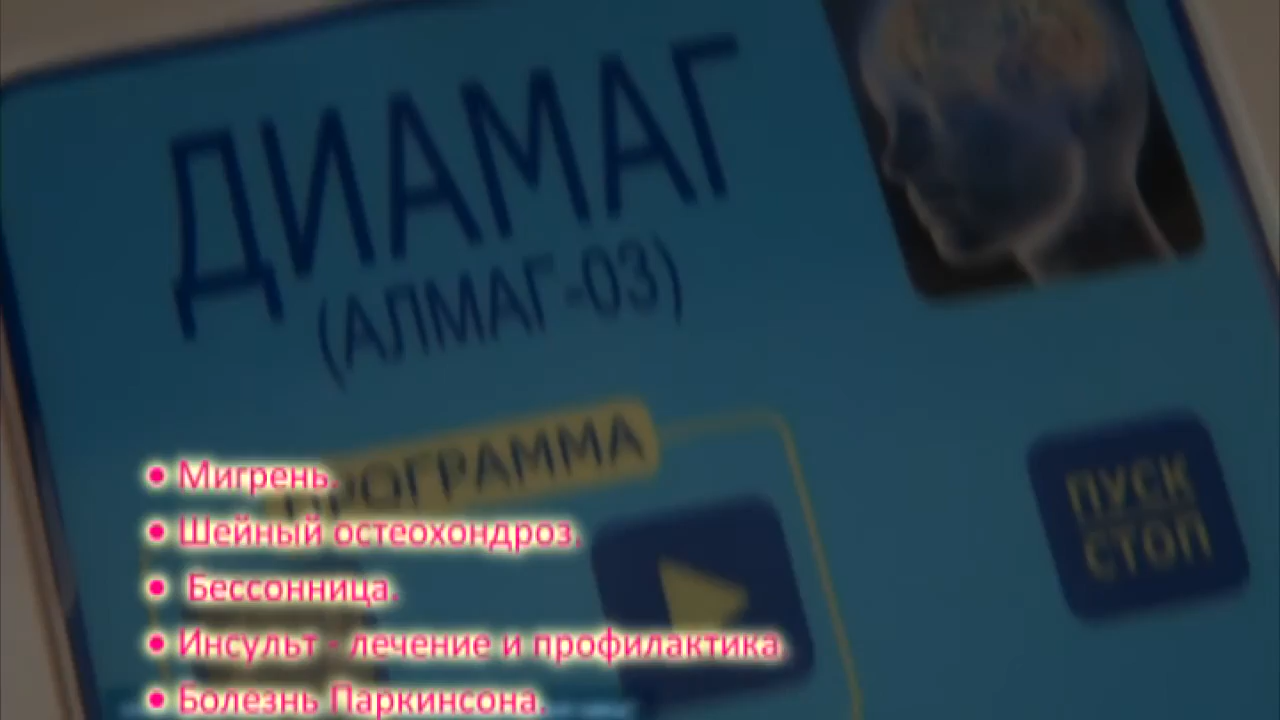 ДИАМАГ
(АЛМАГ-03)
ПРОГРАММА
ПУСК
СТОП
• Мигрень.
• Шейный остеохондроз.
• Бессонница.
• Инсульт - лечение и профилактика.
• Болезнь Паркинсона.